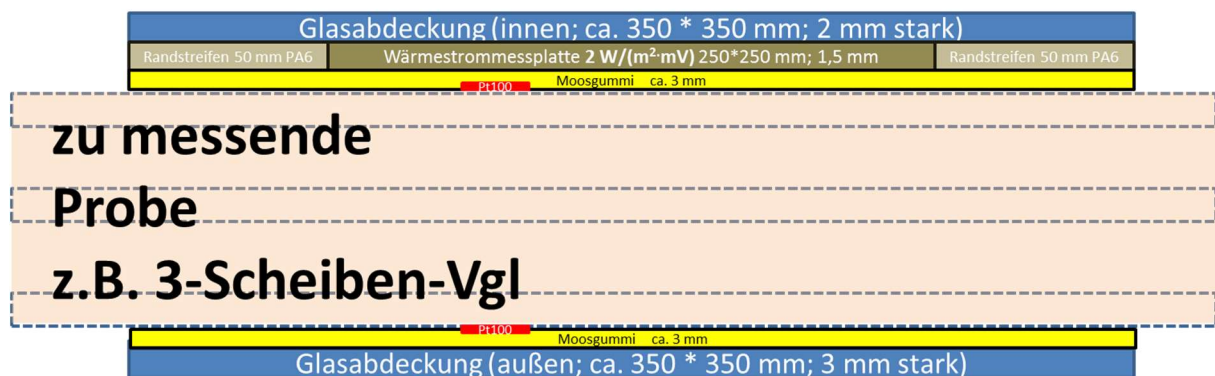 Glasabdeckung (innen; ca. 350 * 350 mm; 2 mm stark)
Randstreifen 50 mm PA6 Wärmestrommessplatte 2 W/(m²·mV) 250*250 mm; 1,5 mm Randstreifen 50 mm PA6
Moosgummi ca. 3 mm
Pt100
zu messende
Probe
z.B. 3-Scheiben-Vgl
Pt100
Moosgummi ca. 3 mm
Glasabdeckung (außen; ca. 350 * 350 mm; 3 mm stark)